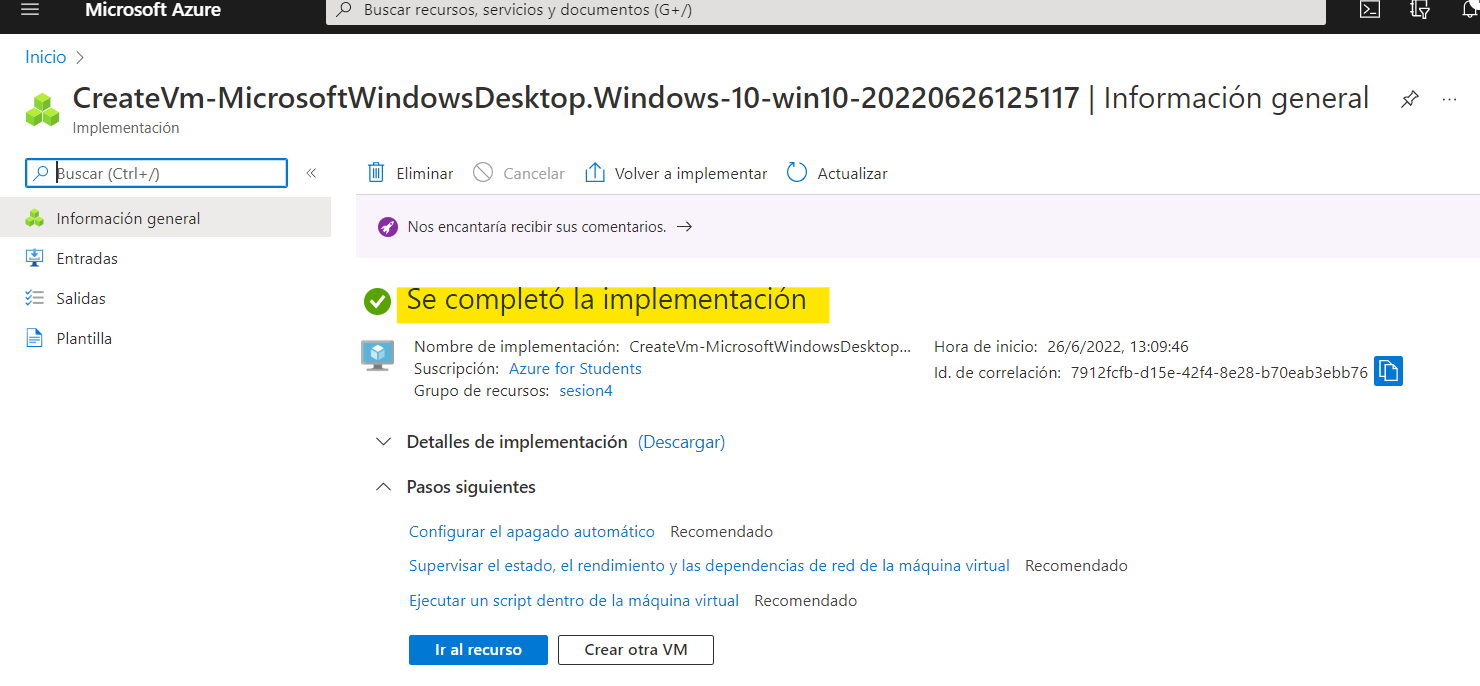 Microsoft Azure
Buscar recursos, servicios y documentos (G+/)
Inicio
CreateVm-MicrosoftWindowsDesktop.Windows-10-win10-20220626125117 | Información general
Implementación
Buscar (Ctrl+/)
«
Eliminar
Cancelar
Volver a implementar
Actualizar
Información general
Entradas
Salidas
Plantilla
Nos encantaría recibir sus comentarios. →
Se completó la implementación
Nombre de implementación: CreateVm-MicrosoftWindowsDesktop...
Suscripción: Azure for Students
Grupo de recursos: sesion4
Hora de inicio: 26/6/2022, 13:09:46
Id. de correlación: 7912fcfb-d15e-42f4-8e28-b70eab3ebb76
Detalles de implementación (Descargar)
Pasos siguientes
Configurar el apagado automático Recomendado
Supervisar el estado, el rendimiento y las dependencias de red de la máquina virtual Recomendado
Ejecutar un script dentro de la máquina virtual Recomendado
Ir al recurso
Crear otra VM